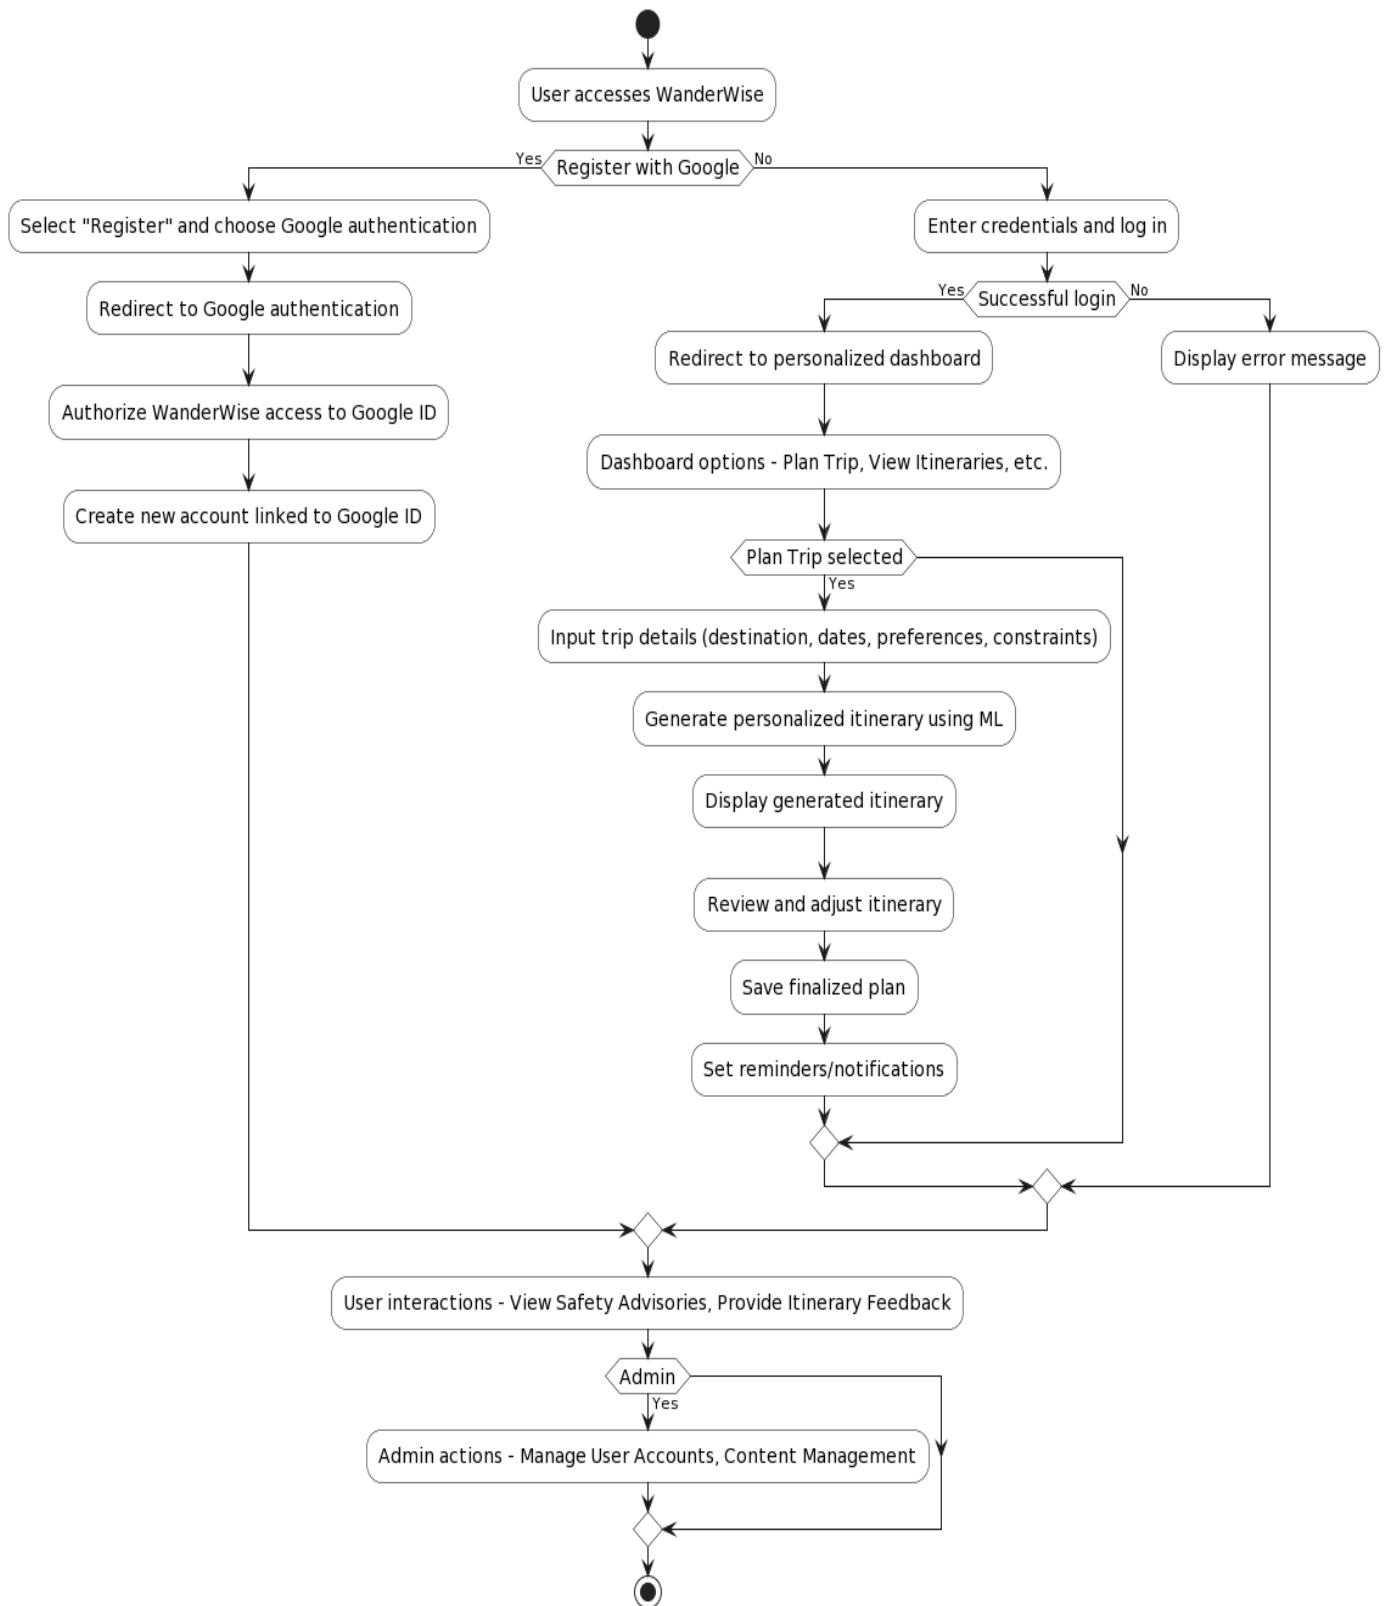 User accesses WanderWise
Yes
Register with Google
No
Select "Register" and choose Google authentication
Redirect to Google authentication
Authorize WanderWise access to Google ID
Create new account linked to Google ID
Enter credentials and log in
Yes
Successful login
No
Redirect to personalized dashboard
Dashboard options - Plan Trip, View Itineraries, etc.
Plan Trip selected
Yes
Input trip details (destination, dates, preferences, constraints)
Generate personalized itinerary using ML
Display generated itinerary
Review and adjust itinerary
Save finalized plan
Set reminders/notifications
Display error message
User interactions - View Safety Advisories, Provide Itinerary Feedback
Admin
Yes
Admin actions - Manage User Accounts, Content Management